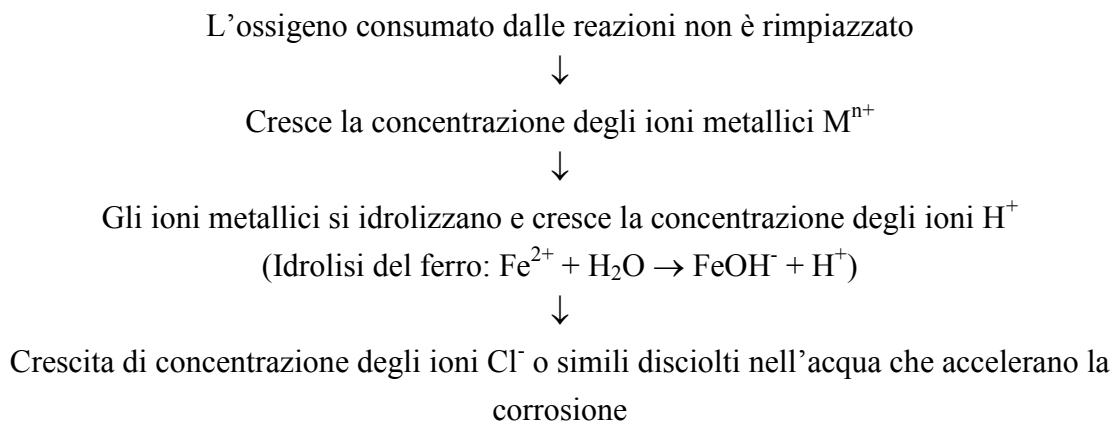 L’ossigeno consumato dalle reazioni non è rimpiazzato
↓
Cresce la concentrazione degli ioni metallici Mⁿ⁺
↓
Gli ioni metallici si idrolizzano e cresce la concentrazione degli ioni H⁺
(Idrolisi del ferro: Fe²⁺ + H₂O → FeOH⁻ + H⁺)
↓
Crescita di concentrazione degli ioni Cl⁻ o simili disciolti nell’acqua che accelerano la
corrosione